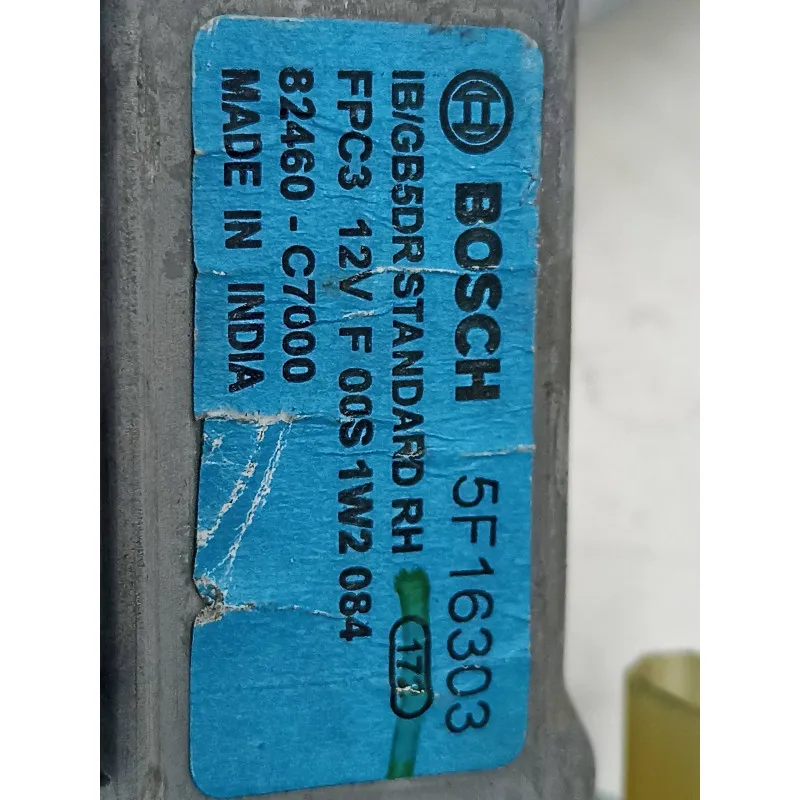 BOSCH 5F16303
IB/GB5DR STANDARD RH
FPC3 12V F 00S 1W2 084
82460 - C7000
MADE IN INDIA